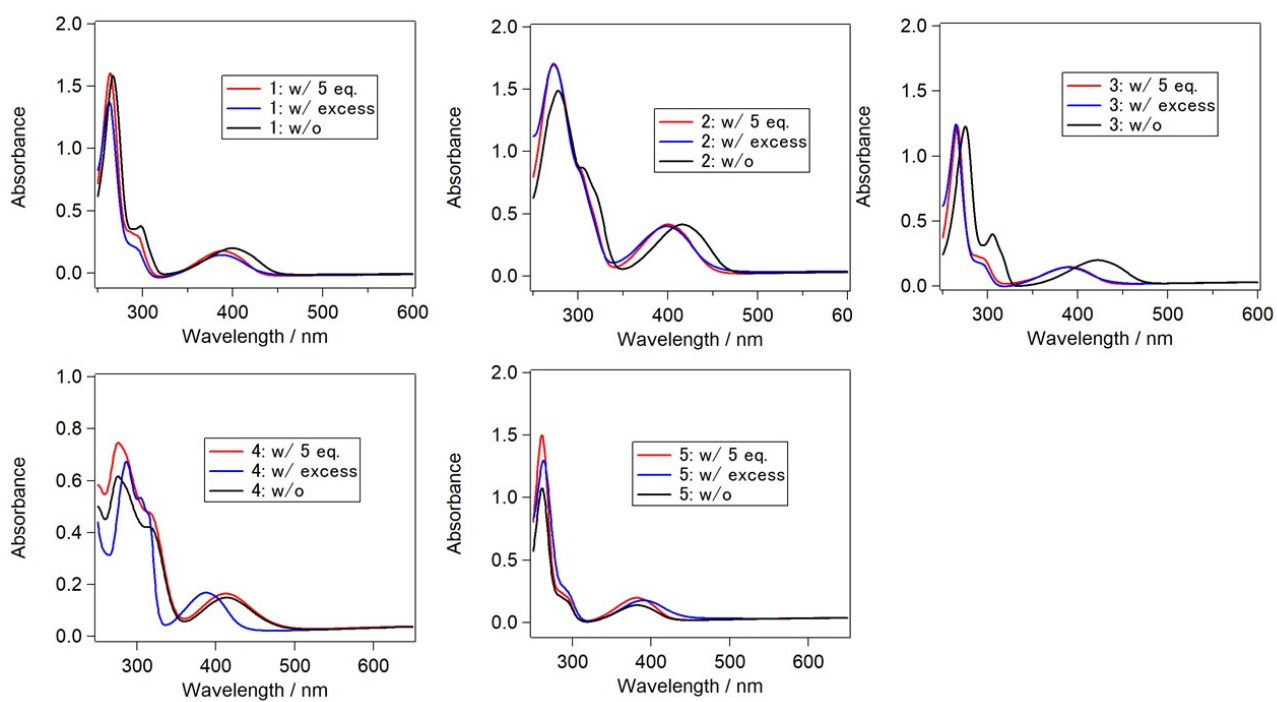 2.0
1.5
1.0
0.5
0.0
Absorbance
1: w/ 5 eq.
1: w/ excess
1: w/o
300
400
500
600
Wavelength / nm
2.0
1.5
1.0
0.5
0.0
Absorbance
2: w/ 5 eq.
2: w/ excess
2: w/o
300
400
500
60
Wavelength / nm
2.0
1.5
1.0
0.5
0.0
Absorbance
3: w/ 5 eq.
3: w/ excess
3: w/o
300
400
500
600
Wavelength / nm
1.0
0.8
0.6
0.4
0.2
0.0
Absorbance
4: w/ 5 eq.
4: w/ excess
4: w/o
300
400
500
600
Wavelength / nm
2.0
1.5
1.0
0.5
0.0
Absorbance
5: w/ 5 eq.
5: w/ excess
5: w/o
300
400
500
600
Wavelength / nm